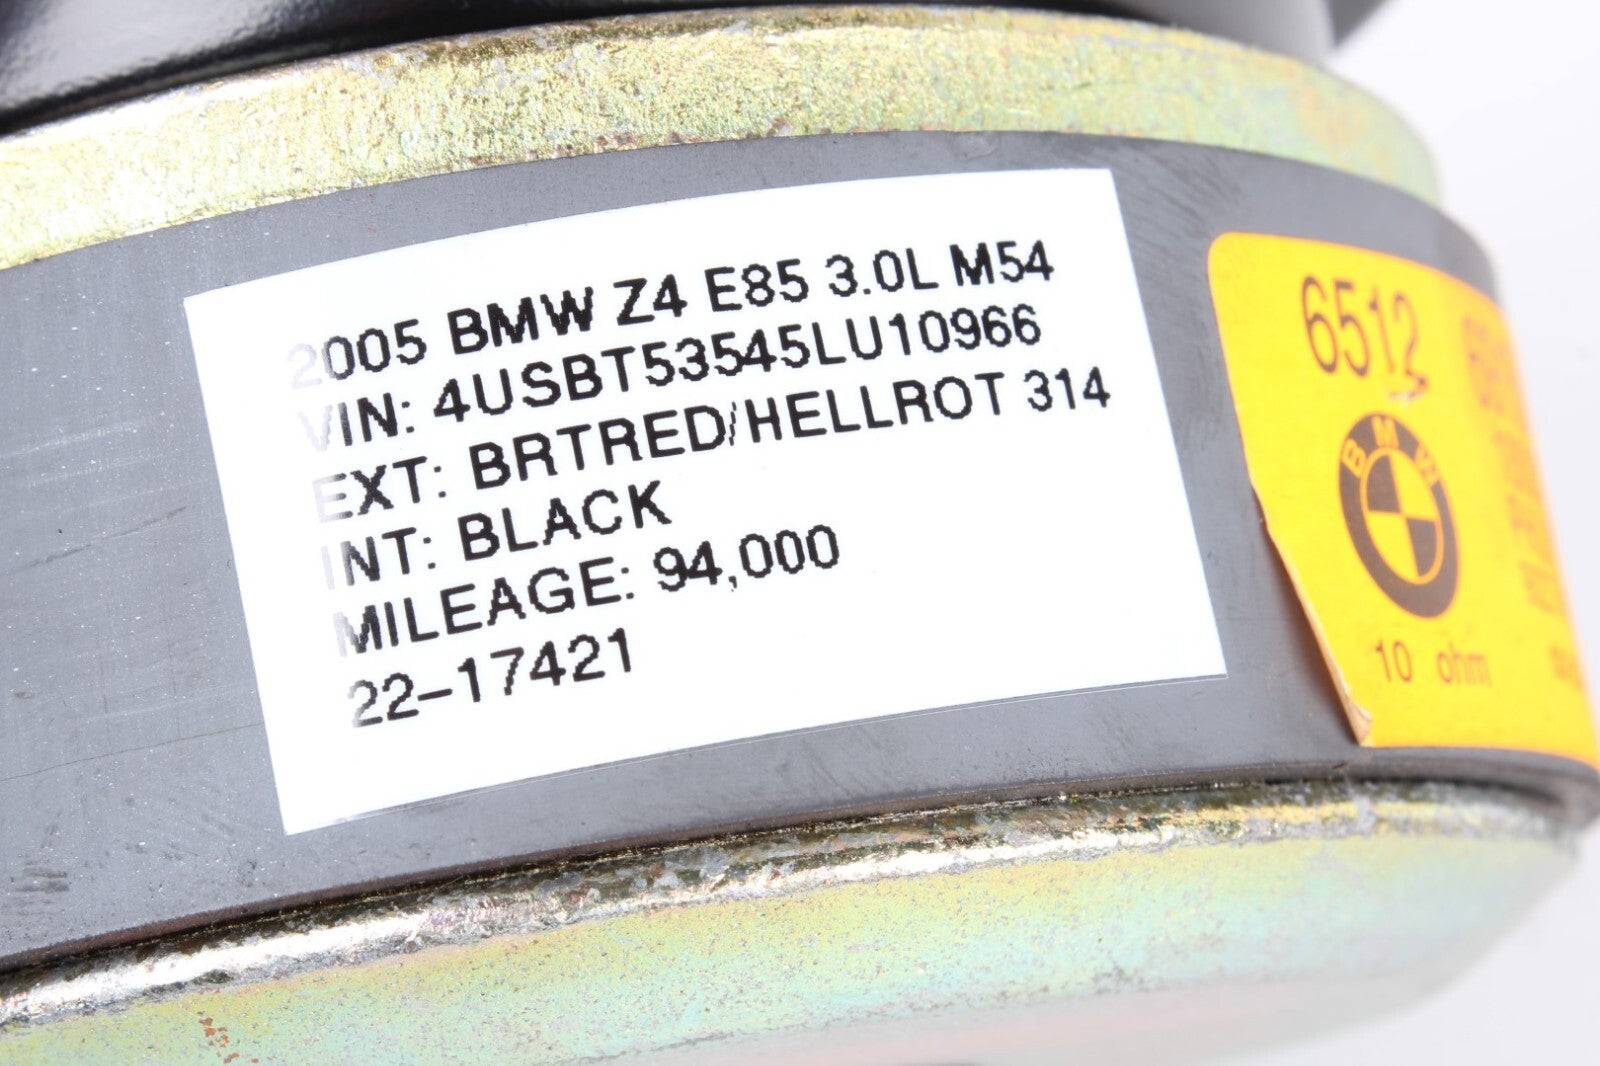 2005 BMW Z4 E85 3.0L M54
VIN: 4USBT53545LU10966
EXT: BRTRED/HELLROT 314
INT: BLACK
MILEAGE: 94,000
22-17421
6512
BMW
10 ohm